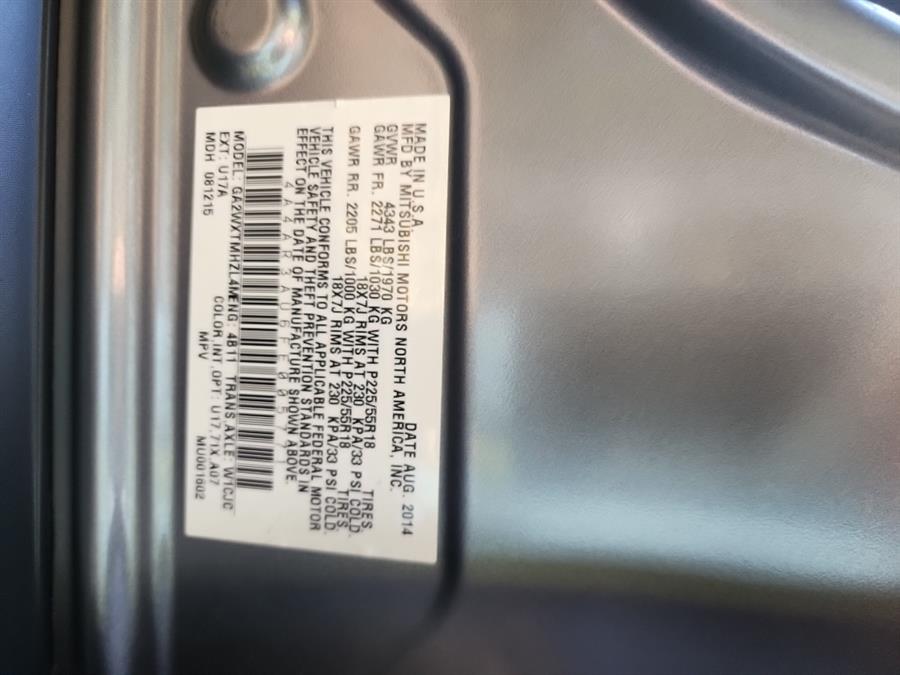 MADE IN U.S.A. DATE AUG. 2014
MFD BY MITSUBISHI MOTORS NORTH AMERICA, INC.
GVWR 4343 LBS/1970 KG
GAWR FR. 2271 LBS/1030 KG WITH P225/55R18 TIRES
18X7J RIMS AT 230 KPA/33 PSI COLD.
GAWR RR. 2205 LBS/1000 KG WITH P225/55R18 TIRES.
18X7J RIMS AT 230 KPA/33 PSI COLD.
THIS VEHICLE CONFORMS TO ALL APPLICABLE FEDERAL MOTOR
VEHICLE SAFETY AND THEFT PREVENTION STANDARDS IN
EFFECT ON THE DATE OF MANUFACTURE SHOWN ABOVE.
MODEL: GA2WXTMHZL4M ENG: 4B11 TRANS AXLE: W1CJC
EXT: U17A COLOR,INT,OPT: U17,71X,A07
MDH 081215 MPV MU001602